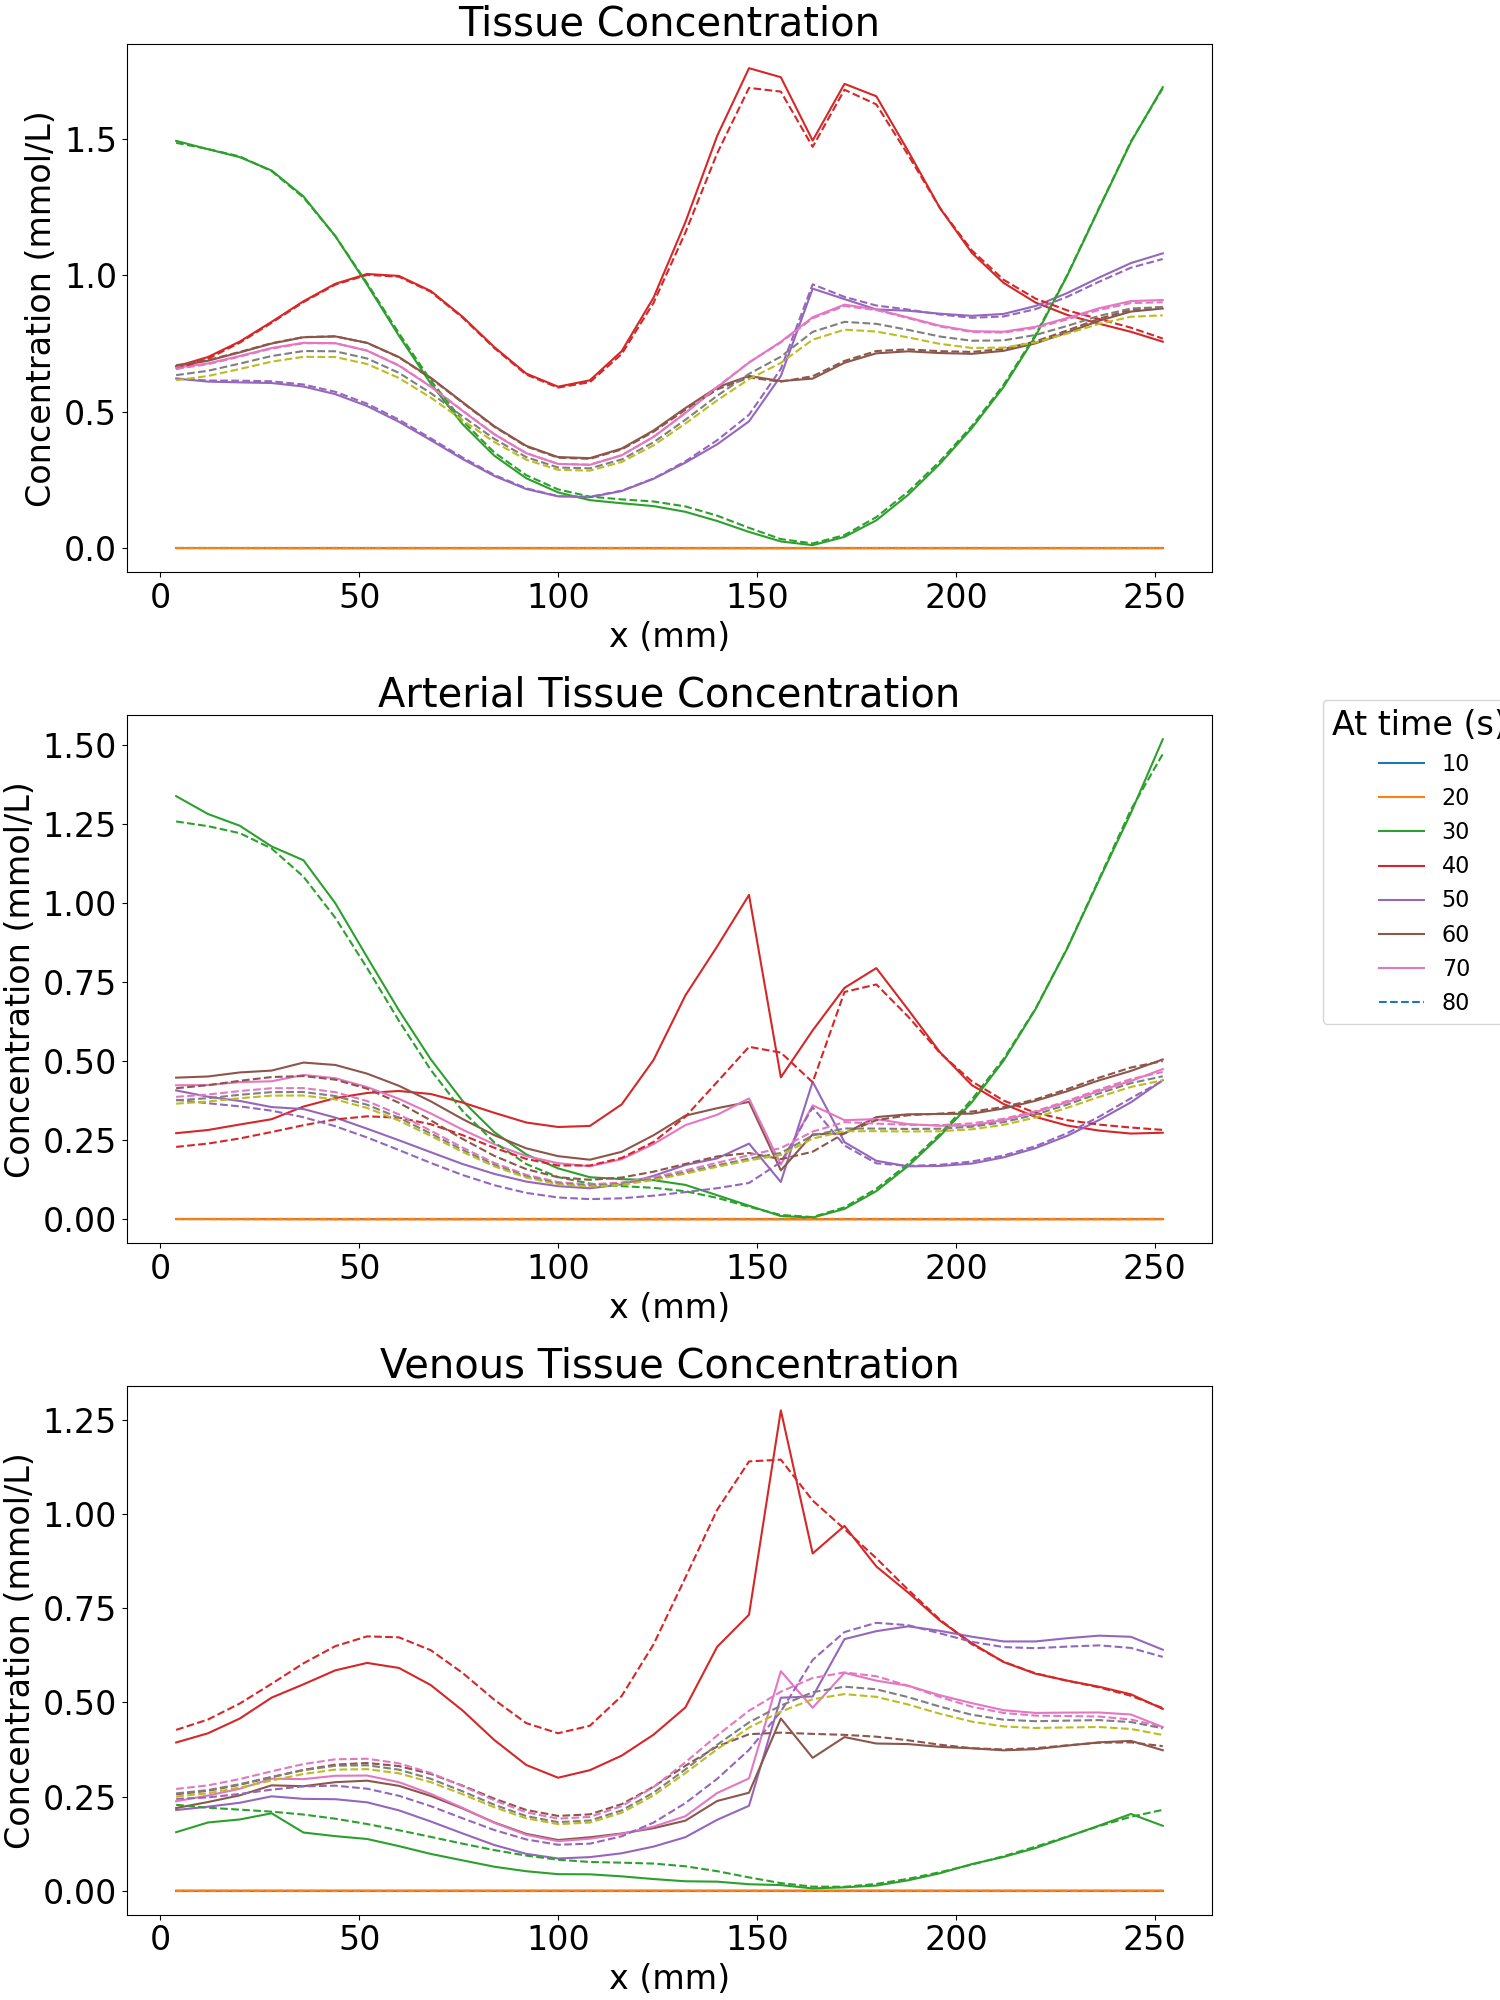 Tissue Concentration
Concentration (mmol/L)
1.5
1.0
0.5
0.0
0 50 100 150 200 250
x (mm)
Arterial Tissue Concentration
Concentration (mmol/L)
1.50
1.25
1.00
0.75
0.50
0.25
0.00
0 50 100 150 200 250
x (mm)
At time (s)
10
20
30
40
50
60
70
80
Venous Tissue Concentration
Concentration (mmol/L)
1.25
1.00
0.75
0.50
0.25
0.00
0 50 100 150 200 250
x (mm)